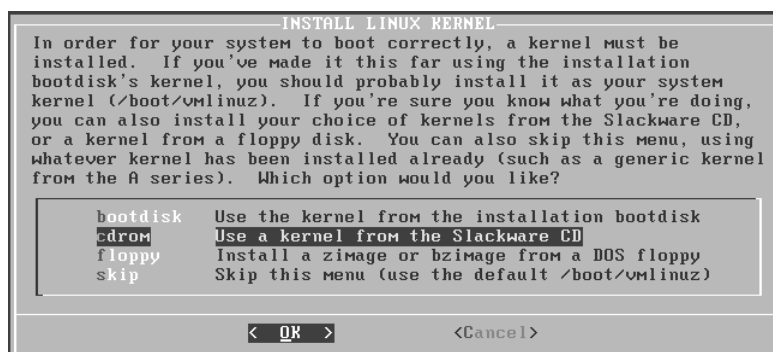 INSTALL LINUX KERNEL
In order for your system to boot correctly, a kernel must be
installed.  If you've made it this far using the installation
bootdisk's kernel, you should probably install it as your system
kernel (/boot/vmlinuz).  If you're sure you know what you're doing,
you can also install your choice of kernels from the Slackware CD,
or a kernel from a floppy disk.  You can also skip this menu, using
whatever kernel has been installed already (such as a generic kernel
from the A series).  Which option would you like?
bootdisk  Use the kernel from the installation bootdisk
cdrom     Use a kernel from the Slackware CD
floppy    Install a zimage or bzimage from a DOS floppy
skip      Skip this menu (use the default /boot/vmlinuz)
<  OK  >  <Cancel>